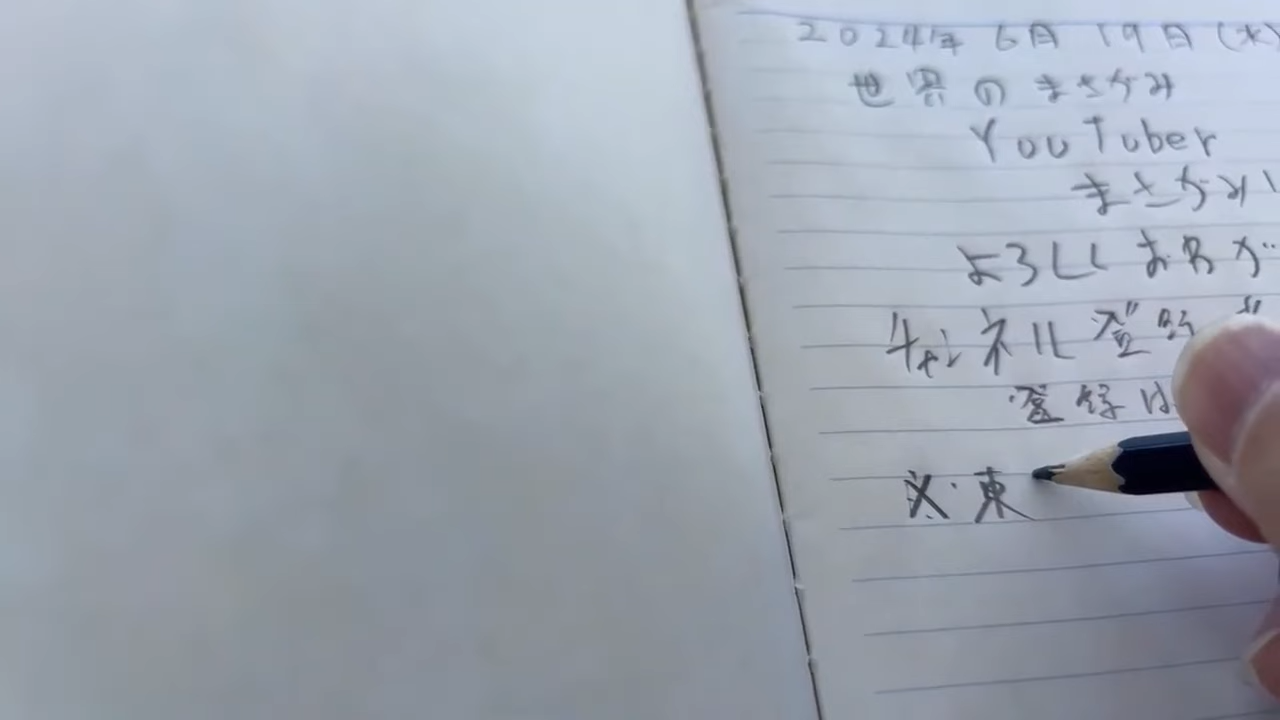 2024年6月19日(水)
世界のまさかみ
YouTuber
まさかみ
よろしくおねが
チャンネル登録
登録は
・東